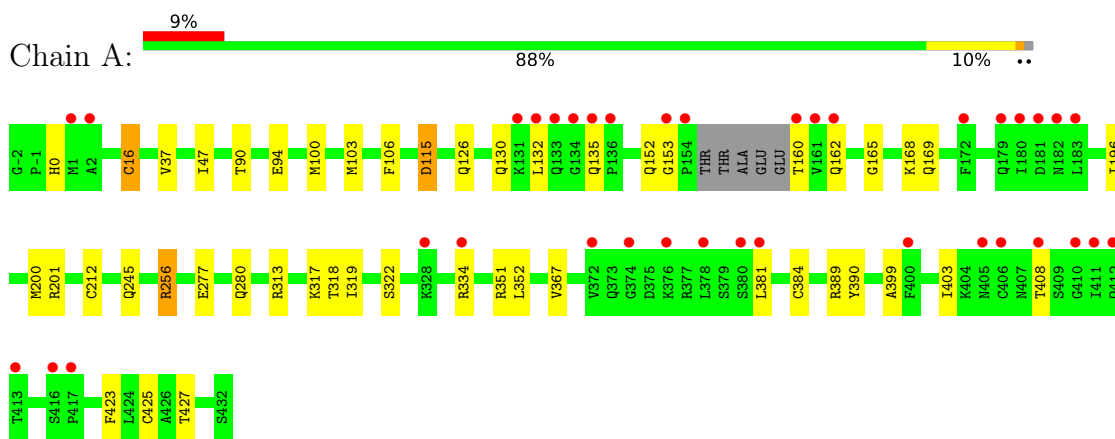 9%
Chain A:
88% 10% ••
G-2 P-1 H0 M1 A2 C16 V37 I47 T90 E94 M100 M103 F106 D115 Q126 Q130 K131 L132 Q133 G134 Q135 P136 Q152 G153 P154 THR THR ALA GLU GLU T160 V161 Q162 G165 K168 Q169 F172 Q179 I180 D181 N182 L183
M200 R201 C212 Q245 R256 E277 Q280 R313 K317 T318 I319 S322 K328 R334 R351 L352 V367 V372 Q373 G374 D375 K376 R377 L378 S379 S380 L381 C384 R389 Y390 A399 F400 I403 K404 N405 C406 N407 T408 S409 G410 I411
T413 S416 P417 F423 L424 C425 A426 T427 S432